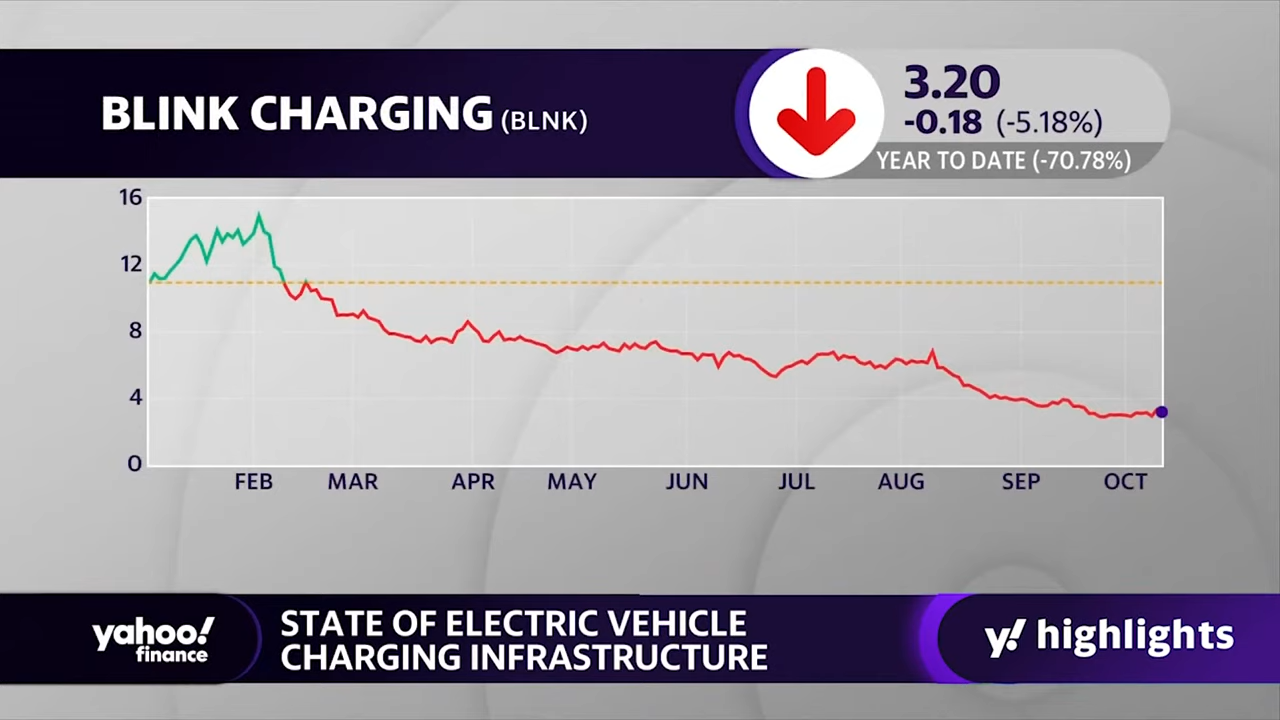 BLINK CHARGING (BLNK)
3.20
-0.18 (-5.18%)
YEAR TO DATE (-70.78%)
16
12
8
4
0
FEB MAR APR MAY JUN JUL AUG SEP OCT
yahoo!
finance
STATE OF ELECTRIC VEHICLE
CHARGING INFRASTRUCTURE
y! highlights